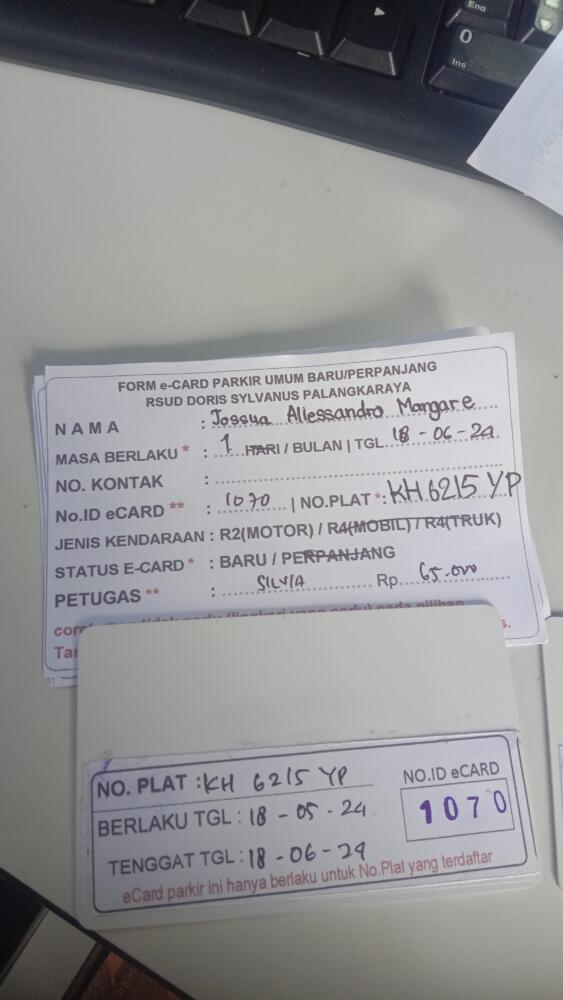 End
0
Ins
FORM e-CARD PARKIR UMUM BARU/PERPANJANG
RSUD DORIS SYLVANUS PALANGKARAYA
NAMA : Jossua Allessandro Mangare
MASA BERLAKU * : 1 HARI / BULAN | TGL 18 - 06 - 24
NO. KONTAK :
No.ID eCARD ** : 1070 | NO.PLAT *: KH 6215 YP
JENIS KENDARAAN : R2(MOTOR) / R4(MOBIL) / R4(TRUK)
STATUS E-CARD * : BARU / PERPANJANG
PETUGAS ** : SILVIA Rp. 65.000
NO. PLAT : KH 6215 YP
NO.ID eCARD
1070
BERLAKU TGL : 18 - 05 - 24
TENGGAT TGL : 18 - 06 - 24
eCard parkir ini hanya berlaku untuk No.Plat yang terdaftar